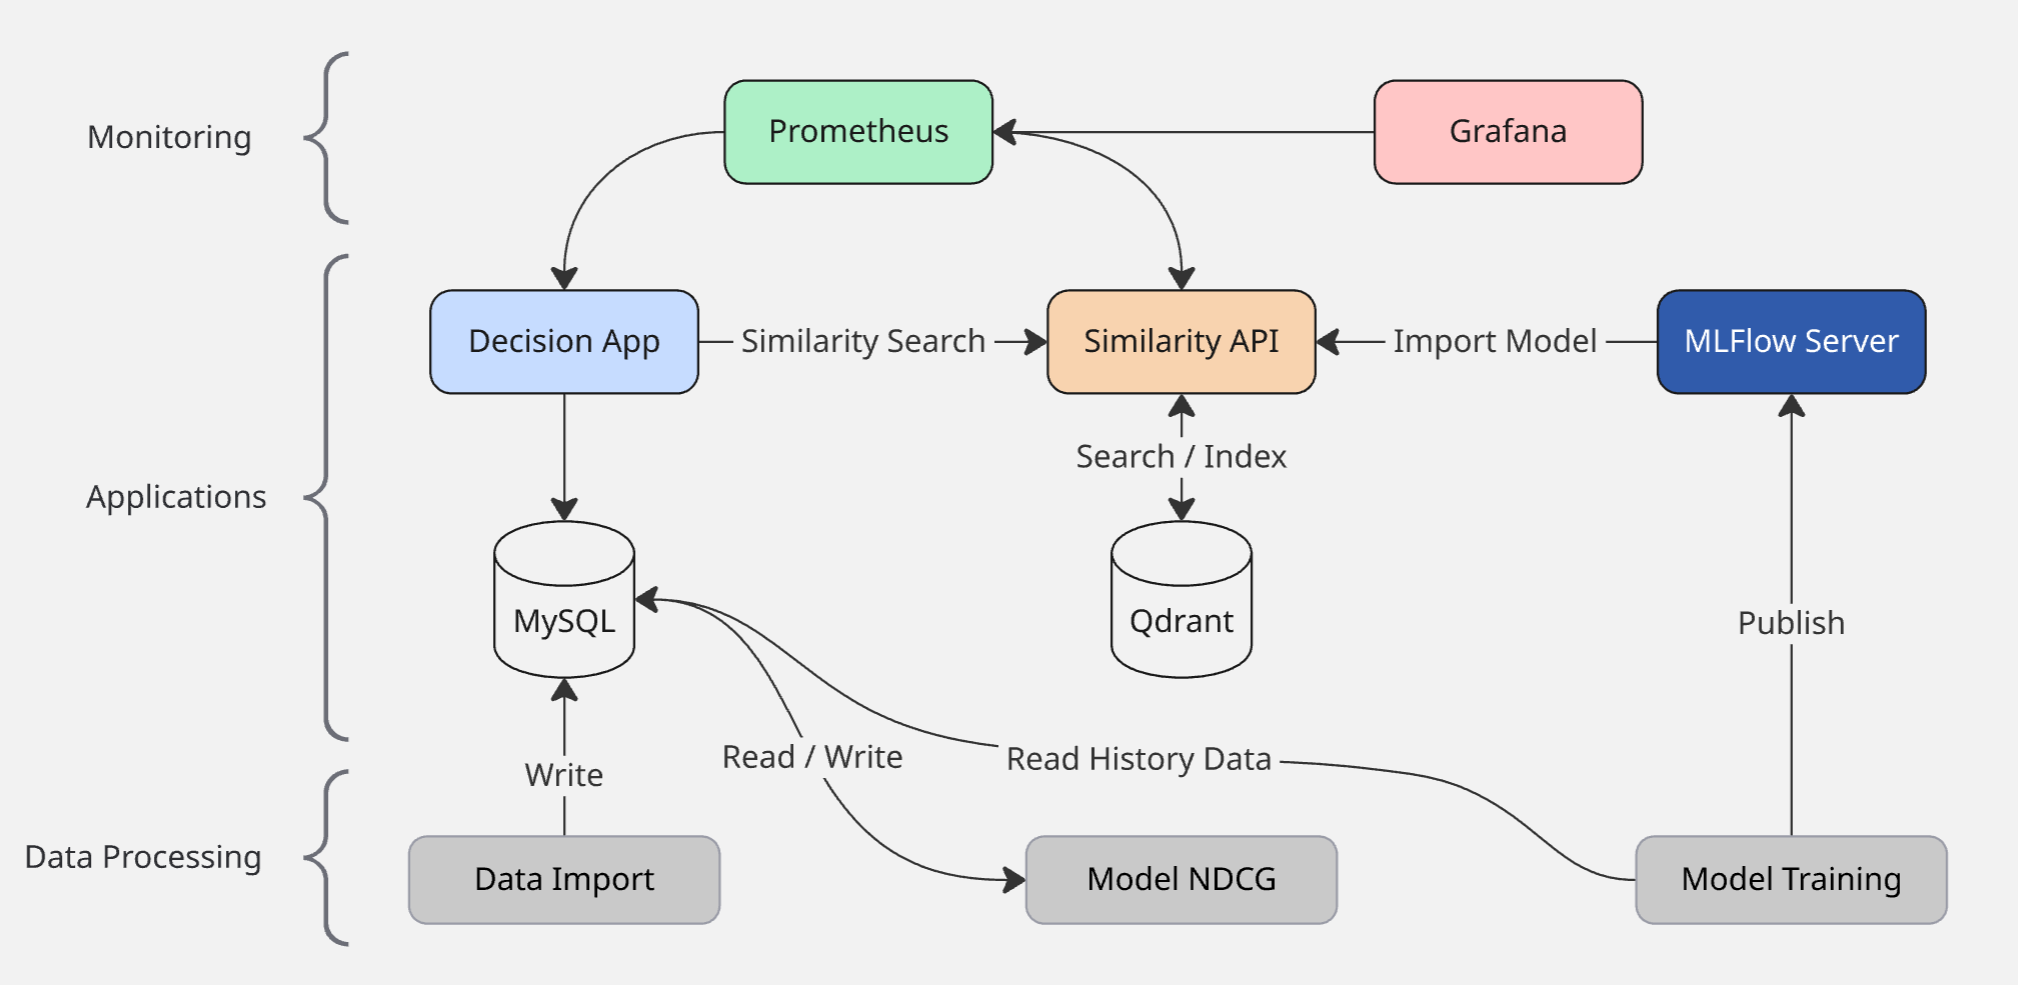 Monitoring
Prometheus
Grafana
Applications
Decision App
Similarity Search
Similarity API
Import Model
MLFlow Server
Search / Index
MySQL
Qdrant
Publish
Write
Read / Write
Read History Data
Data Processing
Data Import
Model NDCG
Model Training